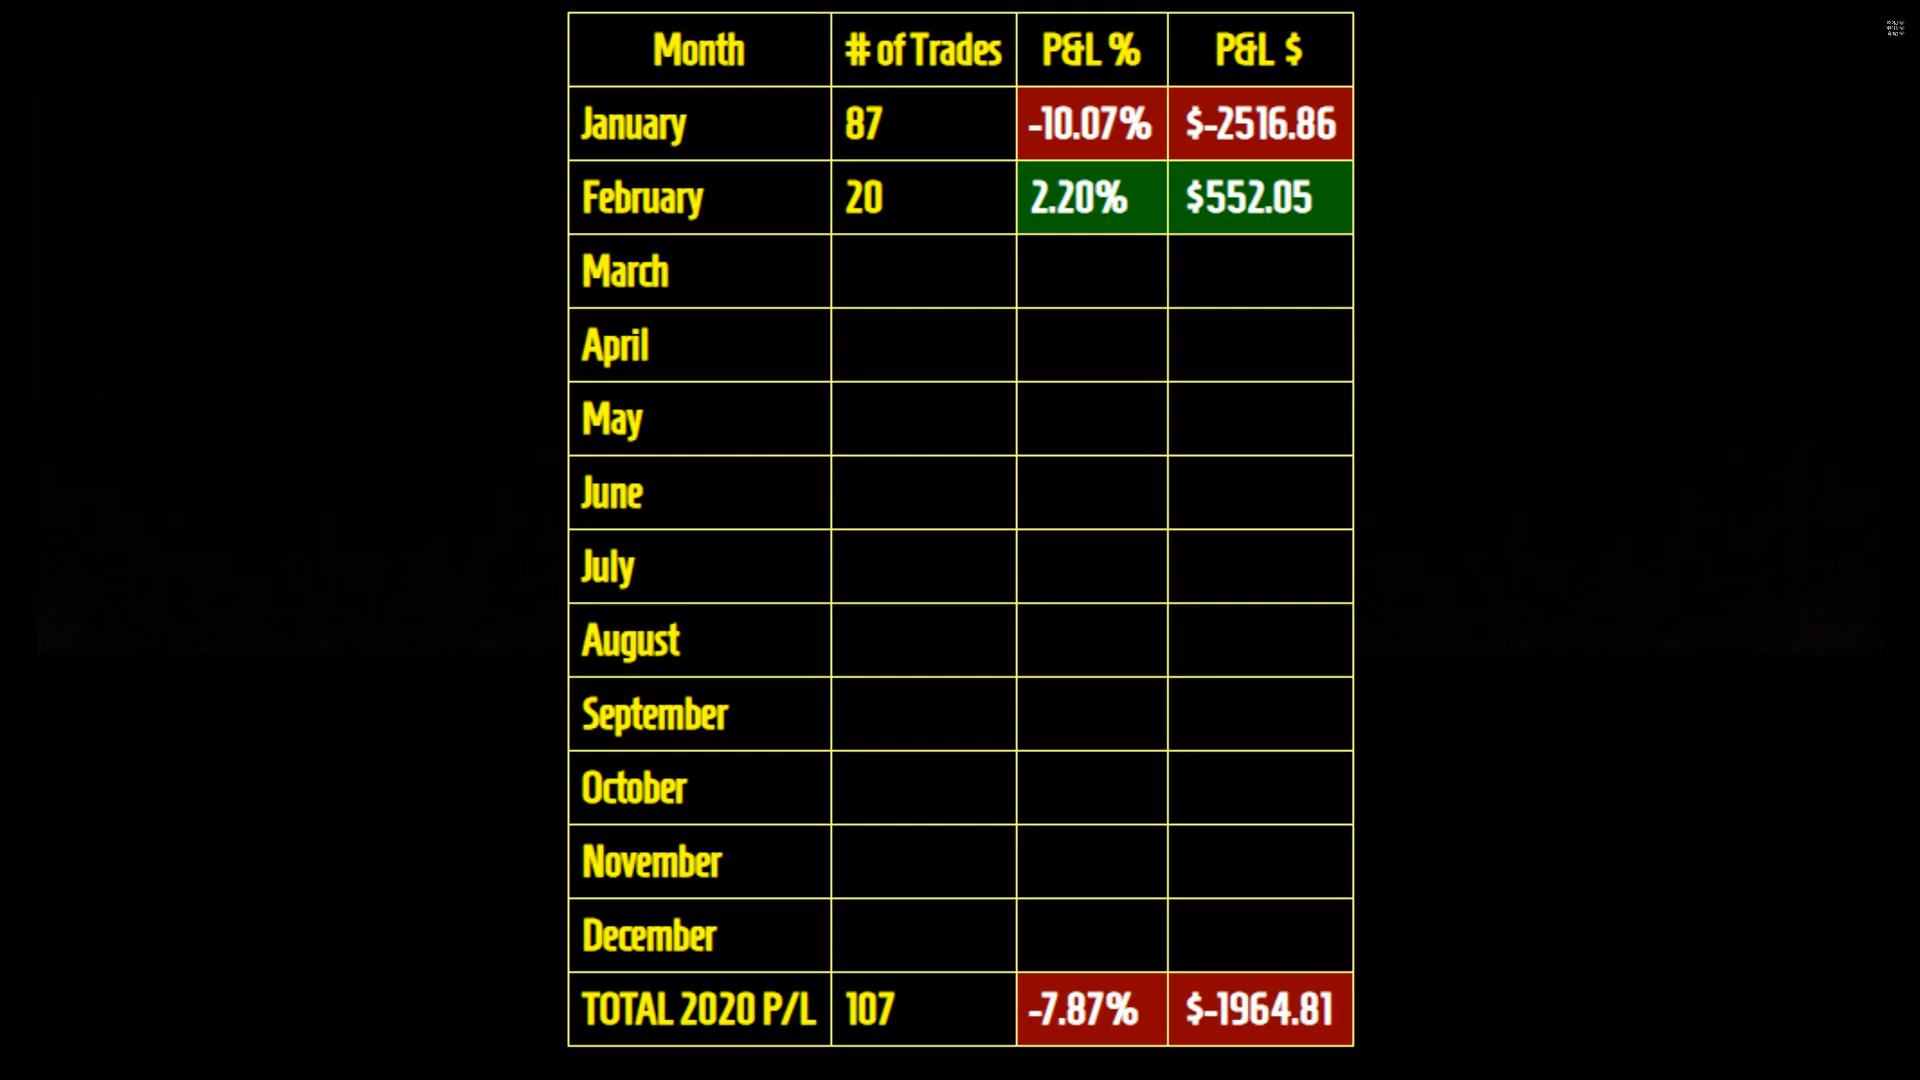 Month # of Trades P&L % P&L $
January 87 -10.07% $-2516.86
February 20 2.20% $552.05
March
April
May
June
July
August
September
October
November
December
TOTAL 2020 P/L 107 -7.87% $-1964.81